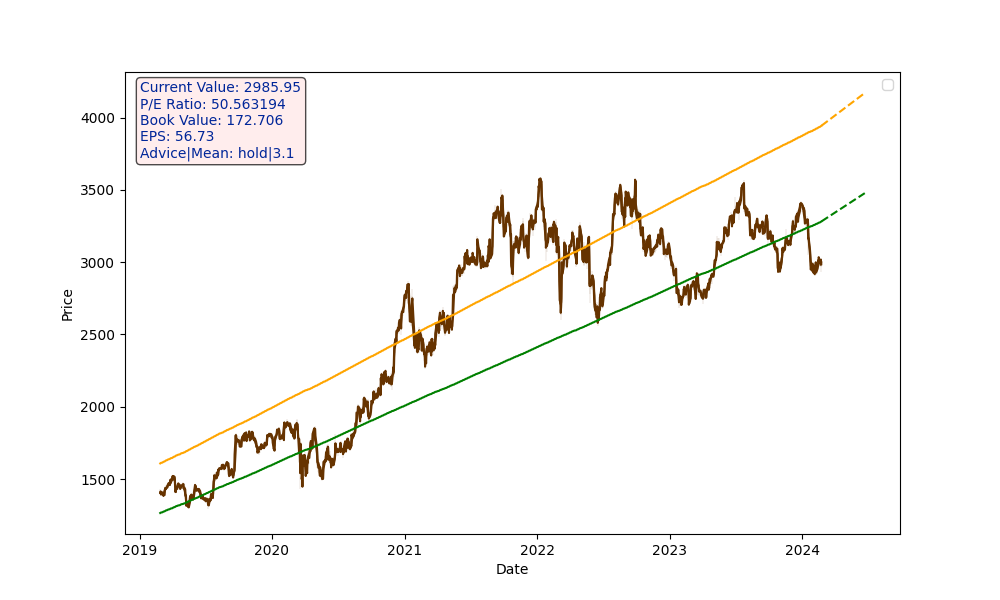 Current Value: 2985.95
P/E Ratio: 50.563194
Book Value: 172.706
EPS: 56.73
Advice|Mean: hold|3.1
4000
3500
3000
2500
2000
1500
Price
2019 2020 2021 2022 2023 2024
Date